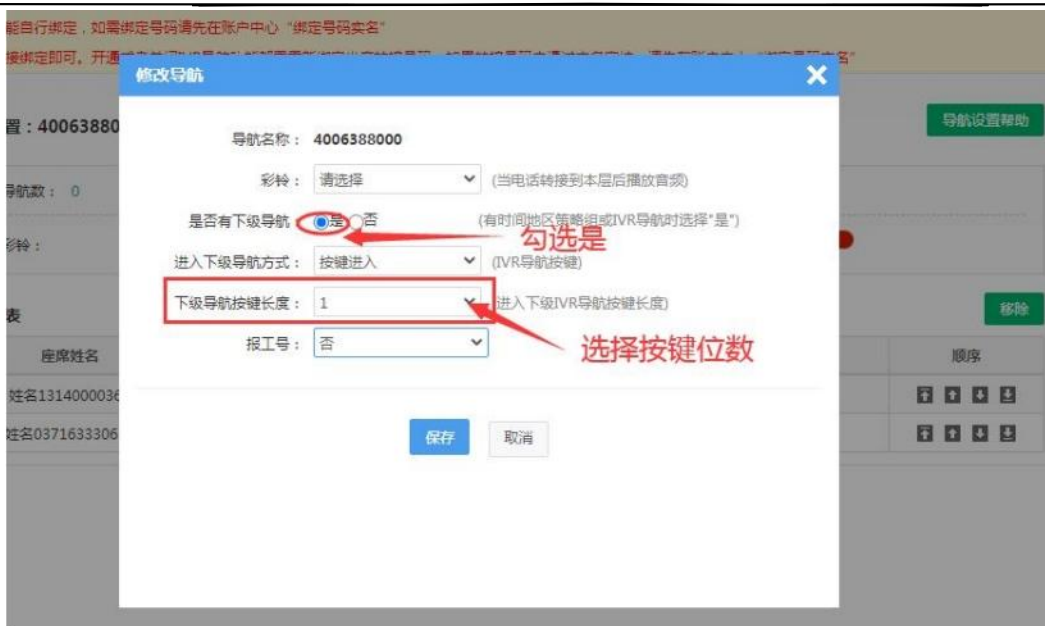 能自行绑定，如需绑定号码请先在账户中心“绑定号码实名”
接绑定即可。开通
修改导航
置：40063880
导航设置帮助
导航名称： 4006388000
导航数： 0
彩铃： 请选择 (当电话转接到本层后播放音频)
是否有下级导航： 是 否 (有时间地区策略组或IVR导航时选择"是")
勾选是
彩铃：
进入下级导航方式： 按键进入 (IVR导航按键)
下级导航按键长度： 1 进入下级IVR导航按键长度)
表
移除
报工号： 否
选择按键位数
座席姓名
顺序
姓名1314000036
姓名0371633306
保存 取消